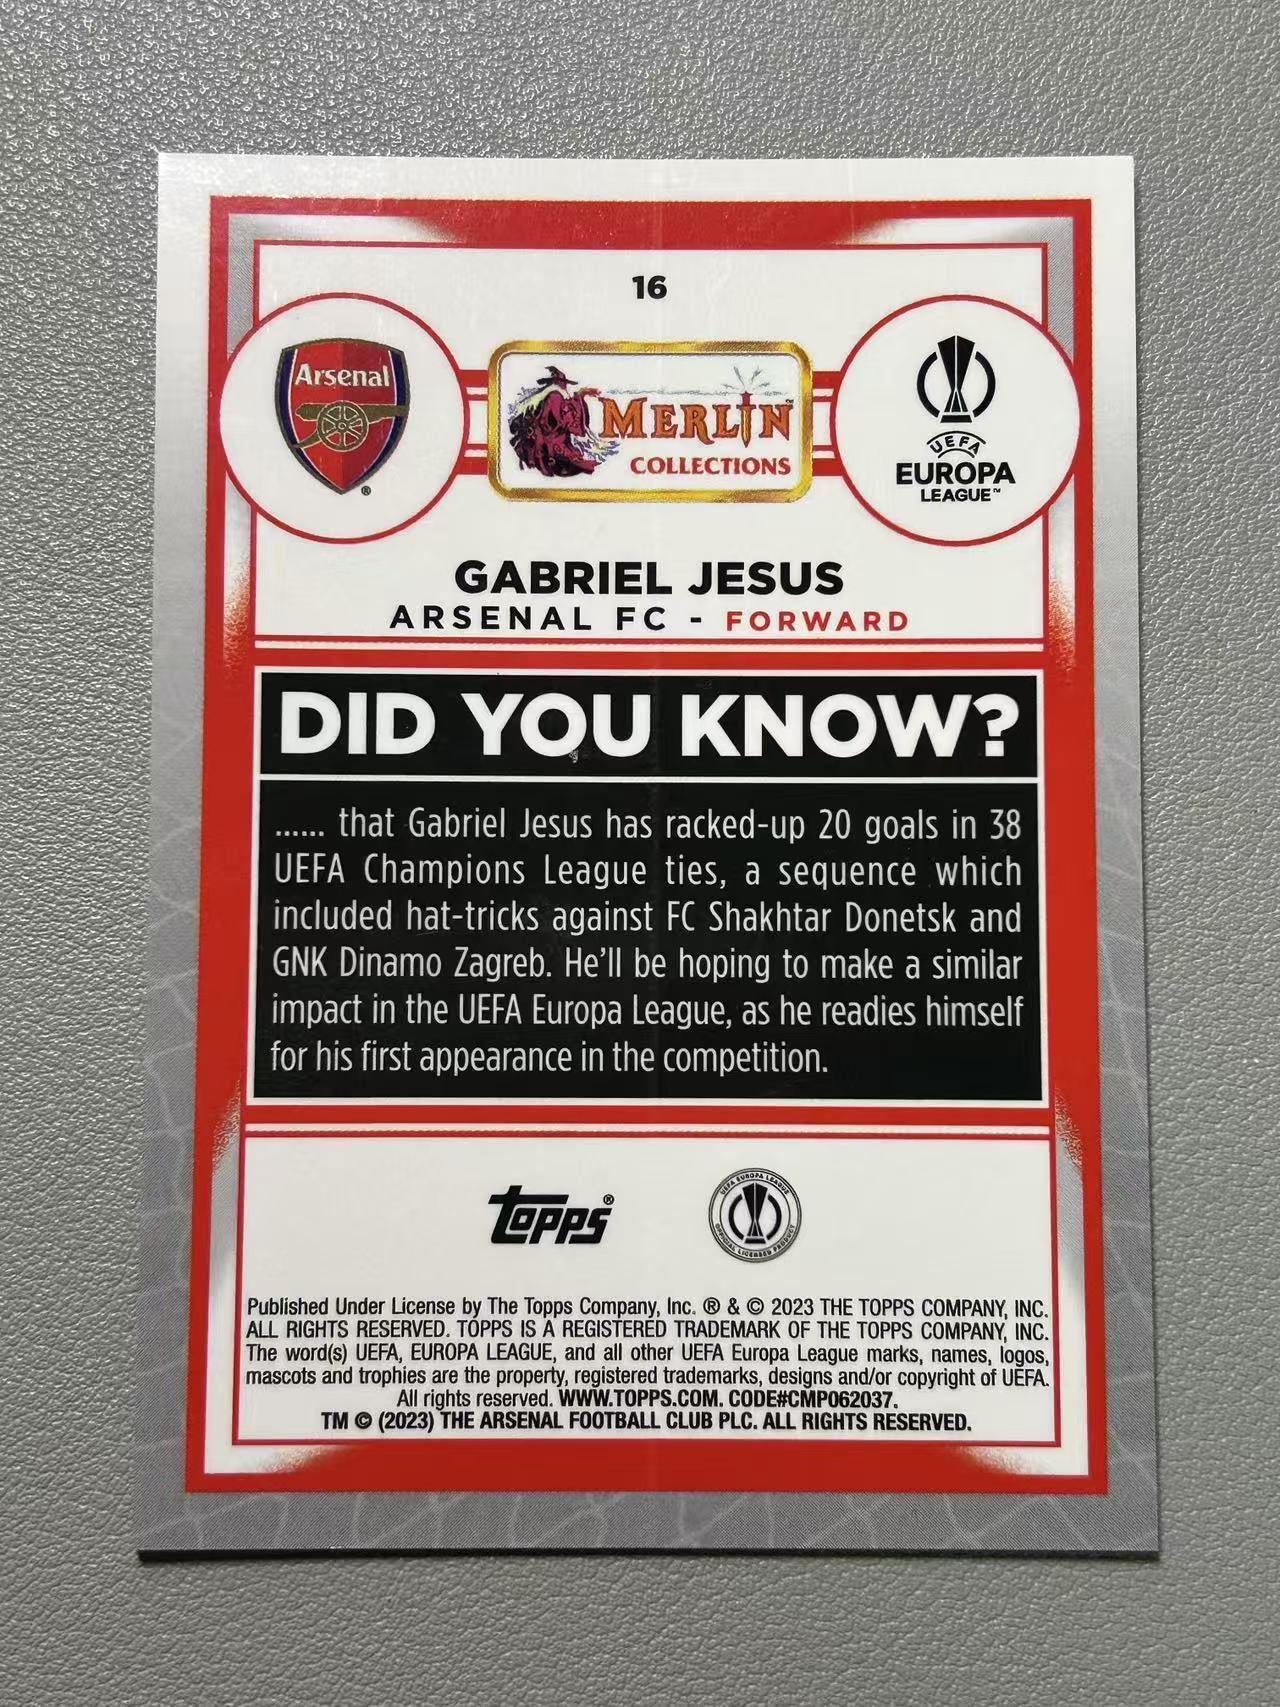 16
Arsenal
®
MERLIN™
COLLECTIONS
UEFA
EUROPA
LEAGUE™
GABRIEL JESUS
ARSENAL FC - FORWARD
DID YOU KNOW?
...... that Gabriel Jesus has racked-up 20 goals in 38
UEFA Champions League ties, a sequence which
included hat-tricks against FC Shakhtar Donetsk and
GNK Dinamo Zagreb. He'll be hoping to make a similar
impact in the UEFA Europa League, as he readies himself
for his first appearance in the competition.
topps®
UEFA EUROPA LEAGUE
OFFICIAL LICENSED PRODUCT
Published Under License by The Topps Company, Inc. ® & © 2023 THE TOPPS COMPANY, INC.
ALL RIGHTS RESERVED. TOPPS IS A REGISTERED TRADEMARK OF THE TOPPS COMPANY, INC.
The word(s) UEFA, EUROPA LEAGUE, and all other UEFA Europa League marks, names, logos,
mascots and trophies are the property, registered trademarks, designs and/or copyright of UEFA.
All rights reserved. WWW.TOPPS.COM. CODE#CMP062037.
TM © (2023) THE ARSENAL FOOTBALL CLUB PLC. ALL RIGHTS RESERVED.